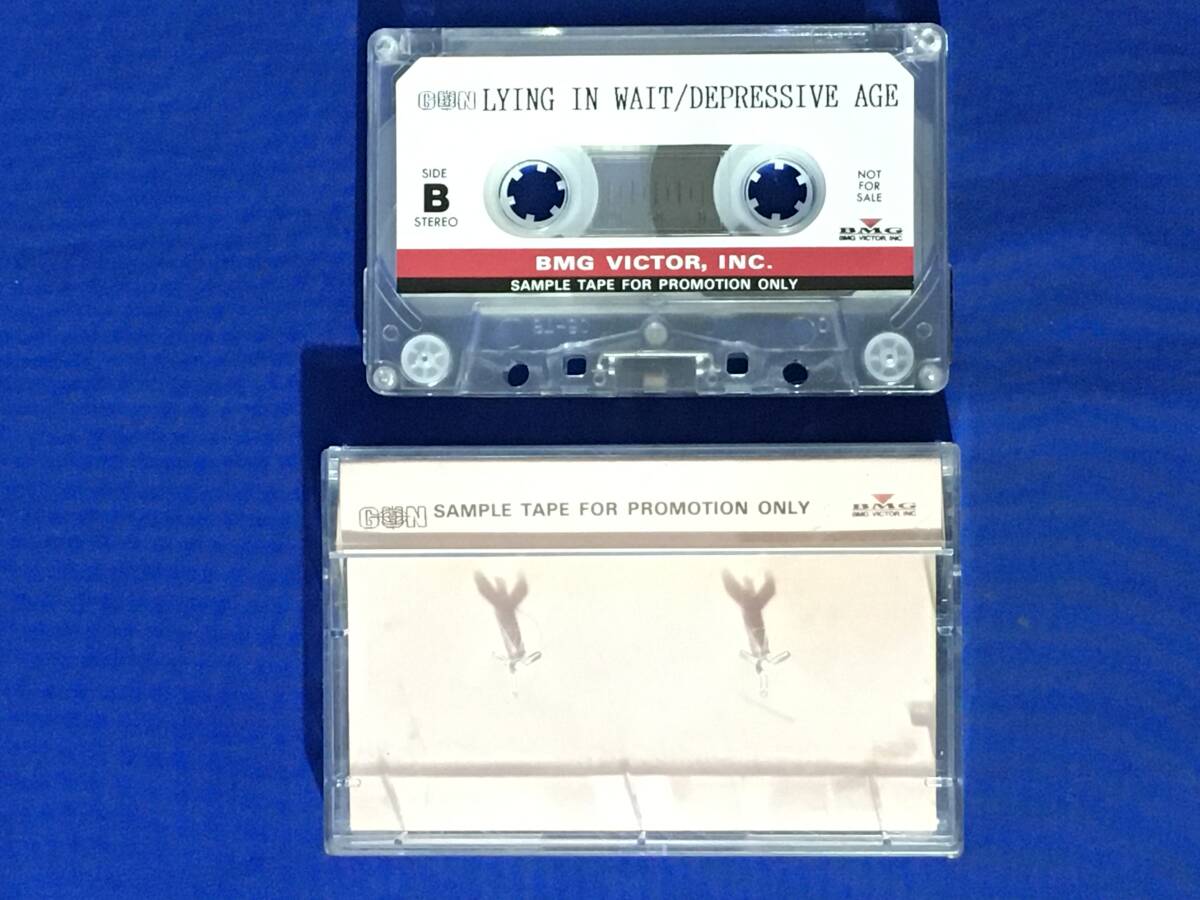 GUN LYING IN WAIT/DEPRESSIVE AGE
SIDE
B
STEREO
NOT
FOR
SALE
BMG
BMG VICTOR, INC
BMG VICTOR, INC.
SAMPLE TAPE FOR PROMOTION ONLY
GUN SAMPLE TAPE FOR PROMOTION ONLY
BMG
BMG VICTOR, INC